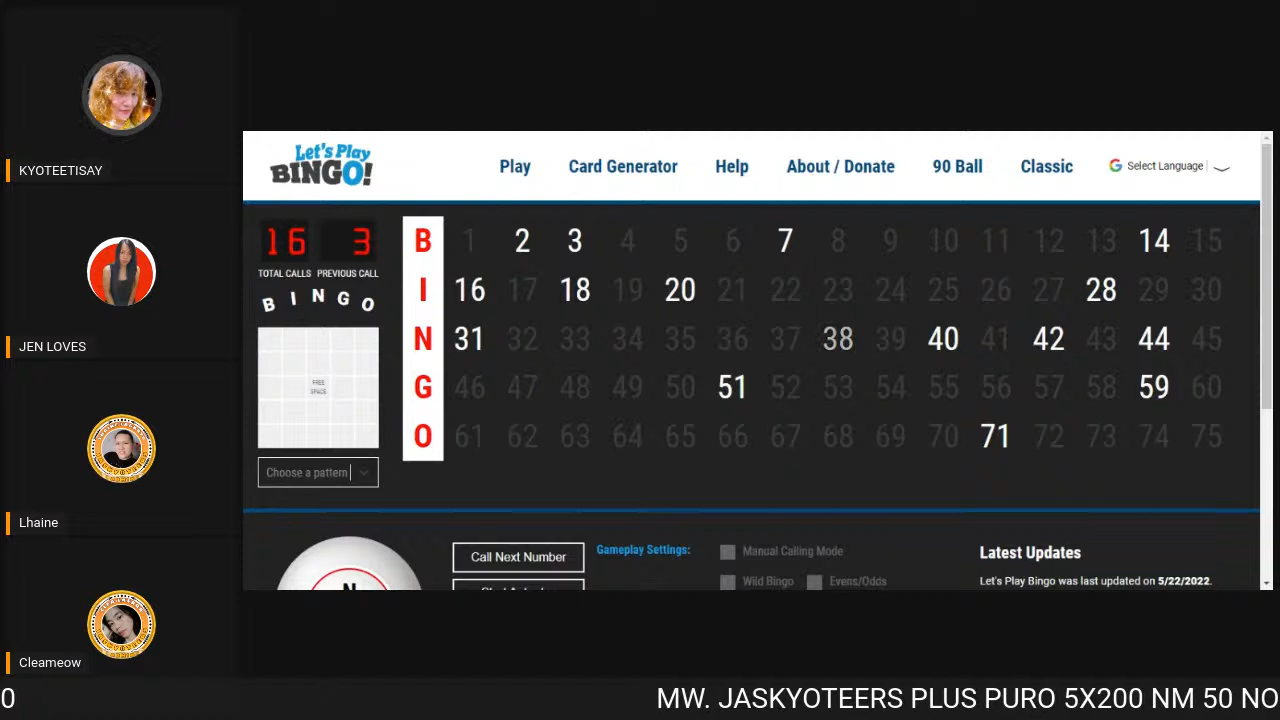 KYOTEETISAY
JEN LOVES
Lhaine
Cleameow
Let's Play
BINGO!
Play Card Generator Help About / Donate 90 Ball Classic Select Language
16 3
TOTAL CALLS PREVIOUS CALL
B I N G O
FREE
SPACE
Choose a pattern
B 1 2 3 4 5 6 7 8 9 10 11 12 13 14 15
I 16 17 18 19 20 21 22 23 24 25 26 27 28 29 30
N 31 32 33 34 35 36 37 38 39 40 41 42 43 44 45
G 46 47 48 49 50 51 52 53 54 55 56 57 58 59 60
O 61 62 63 64 65 66 67 68 69 70 71 72 73 74 75
N
Call Next Number
Gameplay Settings:
Manual Calling Mode
Wild Bingo Evens/Odds
Latest Updates
Let's Play Bingo was last updated on 5/22/2022.
0 MW. JASKYOTEERS PLUS PURO 5X200 NM 50 NO